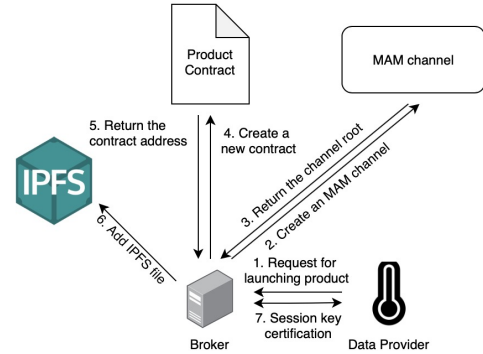 Product
Contract
MAM channel
5. Return the
contract address
4. Create a
new contract
3. Return the channel root
2. Create an MAM channel
IPFS
6. Add IPFS file
1. Request for
launching product
7. Session key
certification
Broker
Data Provider